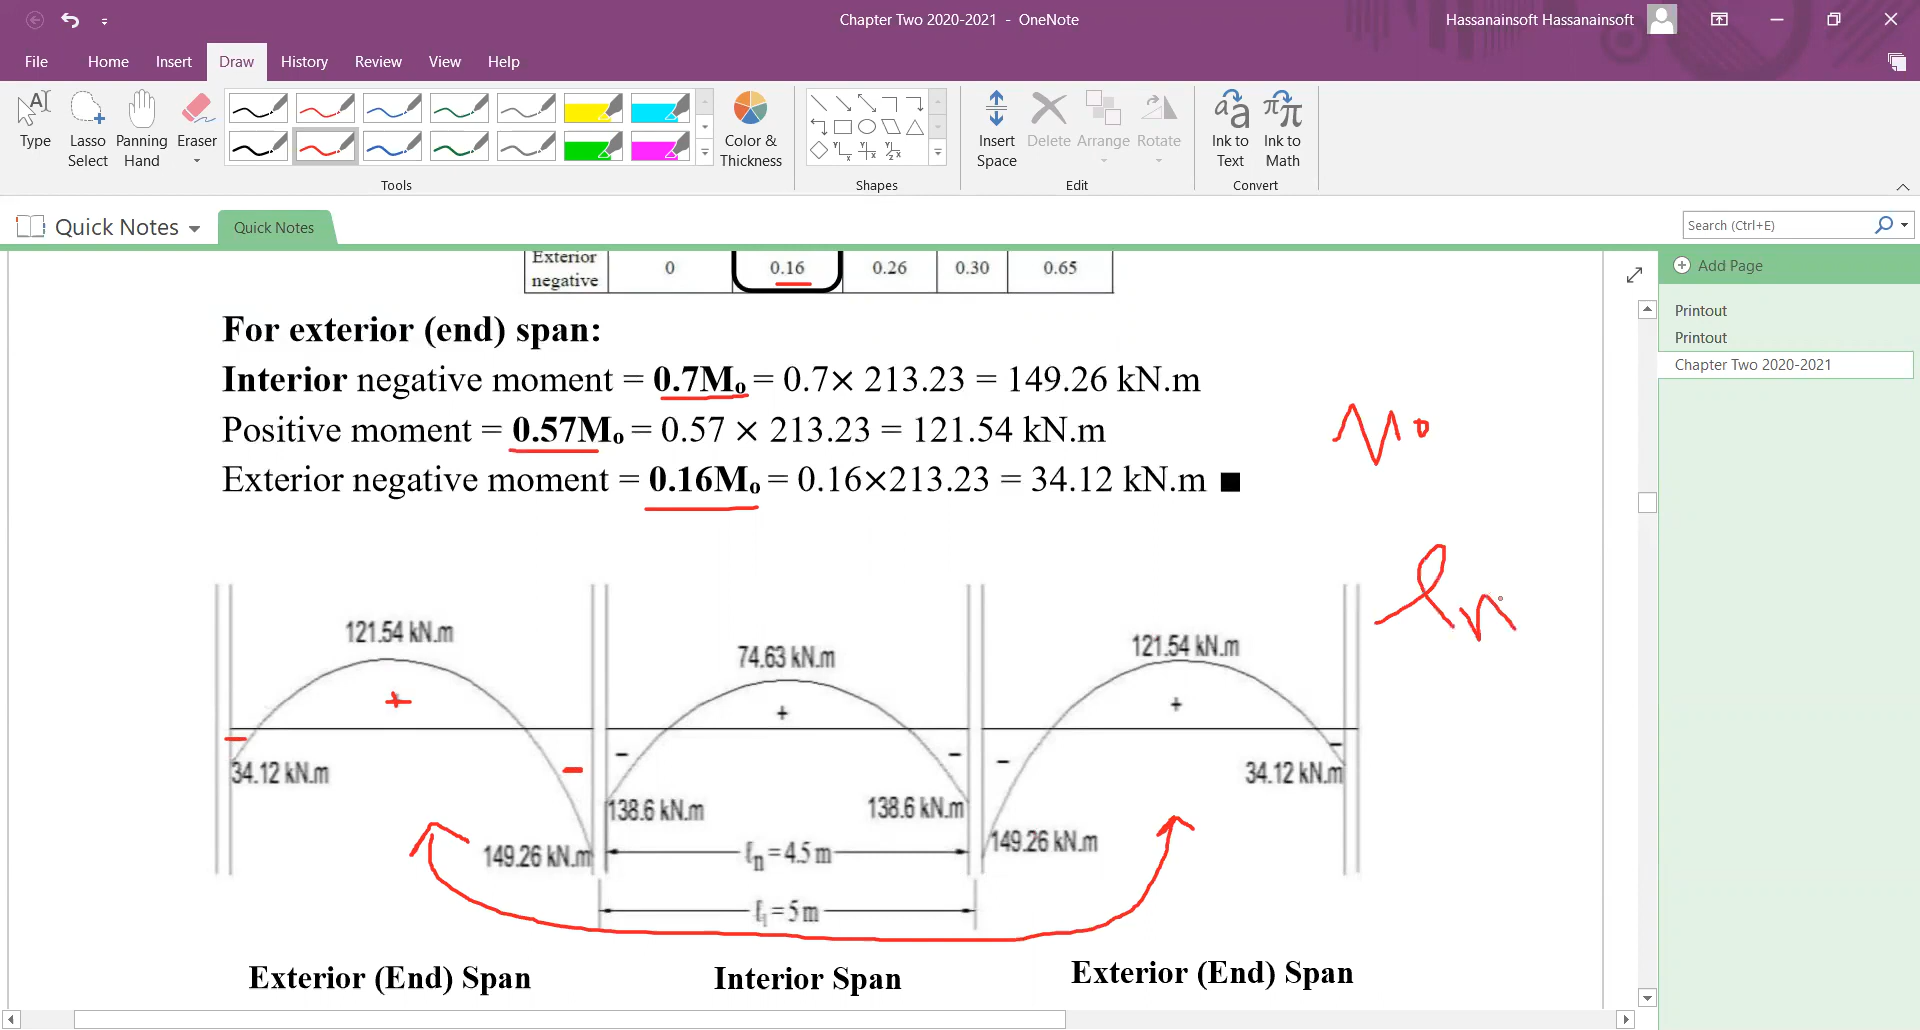 Chapter Two 2020-2021 - OneNote
Hassanainsoft Hassanainsoft
File Home Insert Draw History Review View Help
Type
Lasso Select
Panning Hand
Eraser
Color & Thickness
Insert Space
Delete
Arrange
Rotate
Ink to Text
Ink to Math
Tools
Shapes
Edit
Convert
Quick Notes
Quick Notes
Search (Ctrl+E)
Add Page
Printout
Printout
Chapter Two 2020-2021
Exterior negative 0 0.16 0.26 0.30 0.65
For exterior (end) span:
Interior negative moment = 0.7Mₒ = 0.7× 213.23 = 149.26 kN.m
Positive moment = 0.57Mₒ = 0.57 × 213.23 = 121.54 kN.m
Exterior negative moment = 0.16Mₒ = 0.16×213.23 = 34.12 kN.m ■
Mo
ln
121.54 kN.m
74.63 kN.m
121.54 kN.m
+ + +
- - - - - -
34.12 kN.m
34.12 kN.m
138.6 kN.m
138.6 kN.m
149.26 kN.m
ℓn = 4.5 m
149.26 kN.m
ℓ1 = 5 m
Exterior (End) Span
Interior Span
Exterior (End) Span